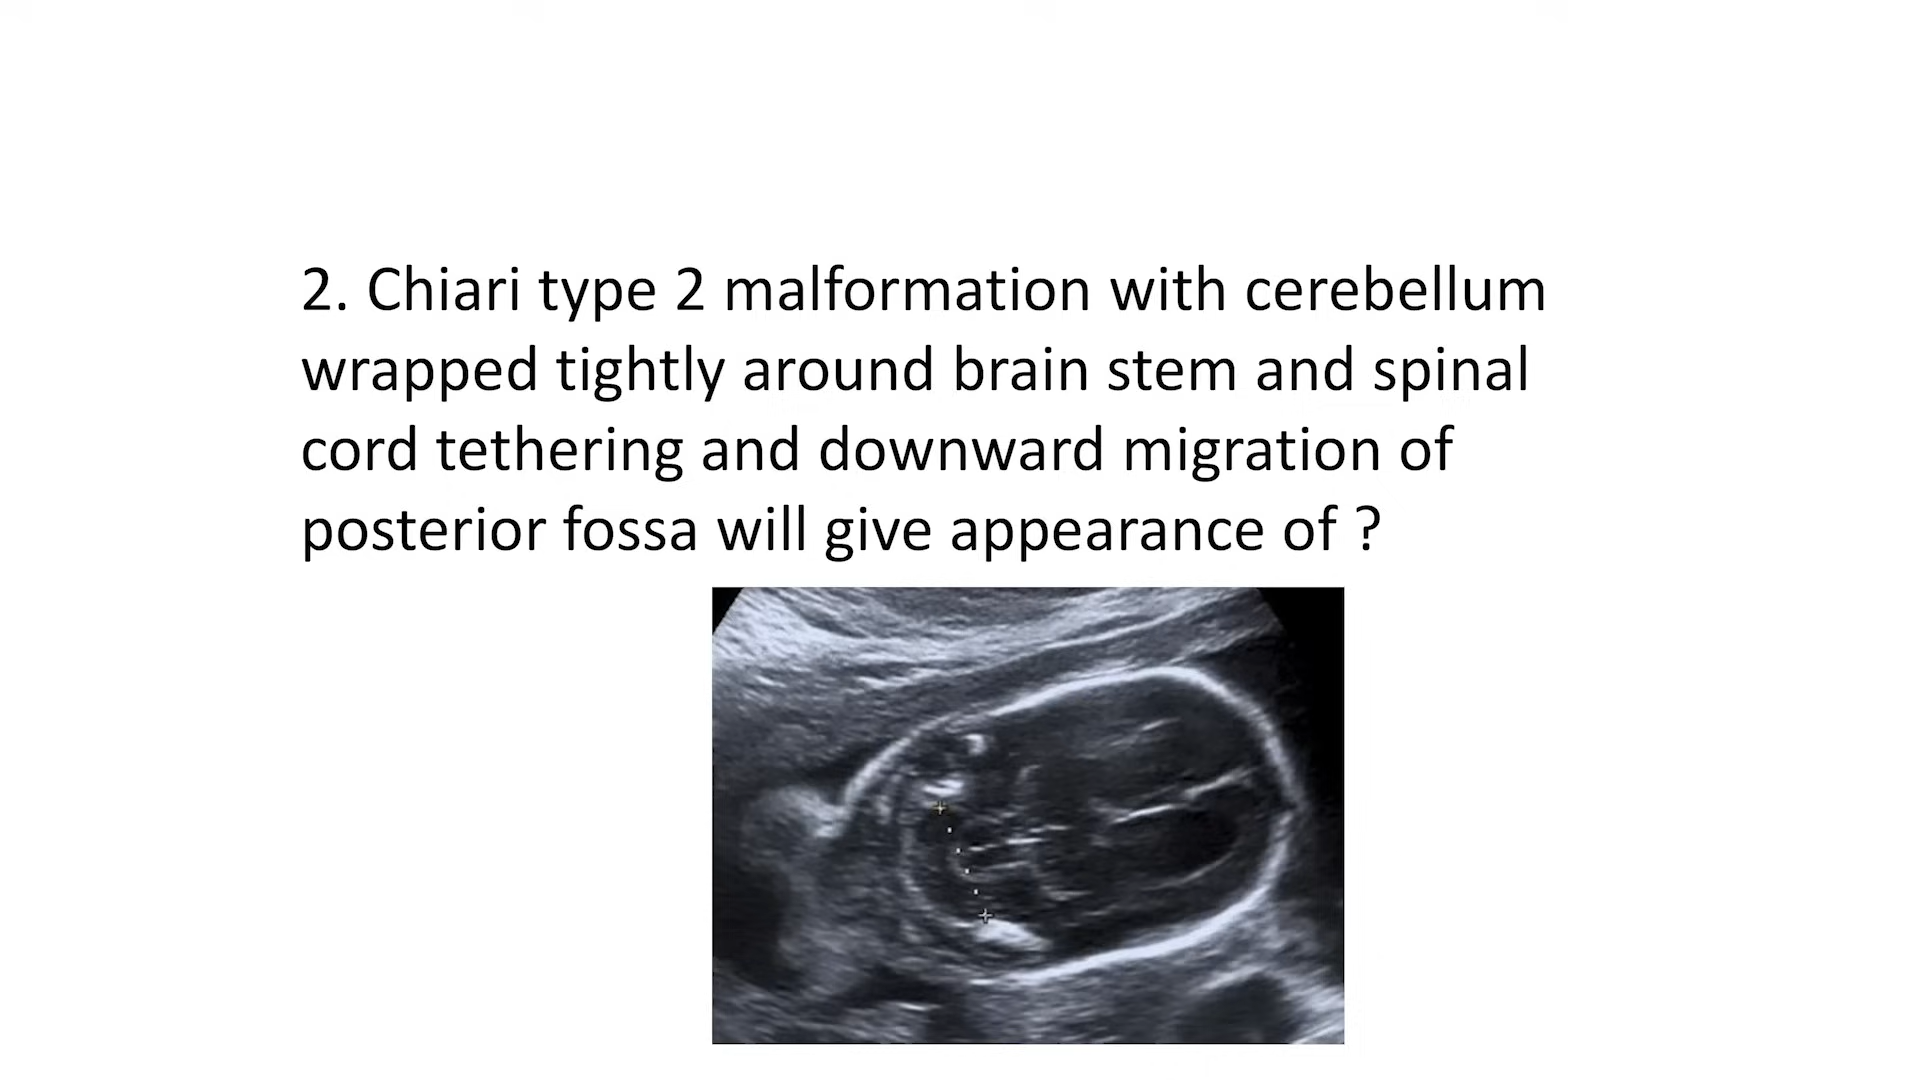 2. Chiari type 2 malformation with cerebellum
wrapped tightly around brain stem and spinal
cord tethering and downward migration of
posterior fossa will give appearance of ?